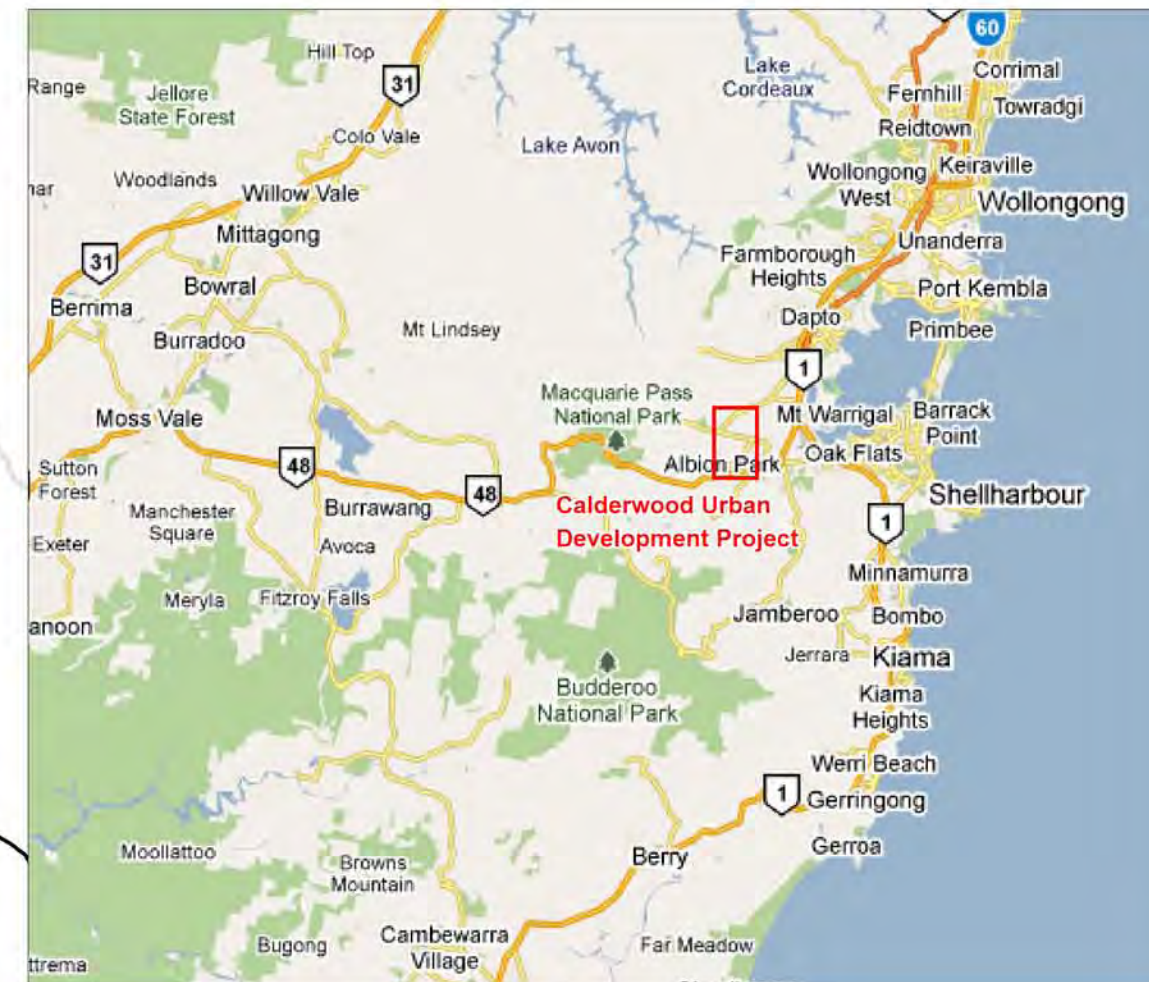 60
Hill Top
Corrimal
Range
Jellore
State Forest
31
Lake
Cordeaux
Fernhill
Towradgi
Colo Vale
Reidtown
Lake Avon
Woodlands
Willow Vale
Wollongong
West
Keiraville
Wollongong
Mittagong
31
Farmborough
Heights
Unanderra
Bowral
Port Kembla
Berrima
Dapto
Primbee
Burradoo
Mt Lindsey
1
Macquarie Pass
National Park
Moss Vale
Mt Warrigal
Barrack
Point
Sutton
Forest
48
Albion Park
Oak Flats
48
Shellharbour
Manchester
Square
Burrawang
Calderwood Urban
Development Project
1
Exeter
Avoca
Minnamurra
Meryla
Fitzroy Falls
Jamberoo
Bombo
anoon
Jerrara
Kiama
Budderoo
National Park
Kiama
Heights
Werri Beach
1
Gerringong
Moollattoo
Berry
Gerroa
Browns
Mountain
Bugong
Cambewarra
Village
Far Meadow
ttrema